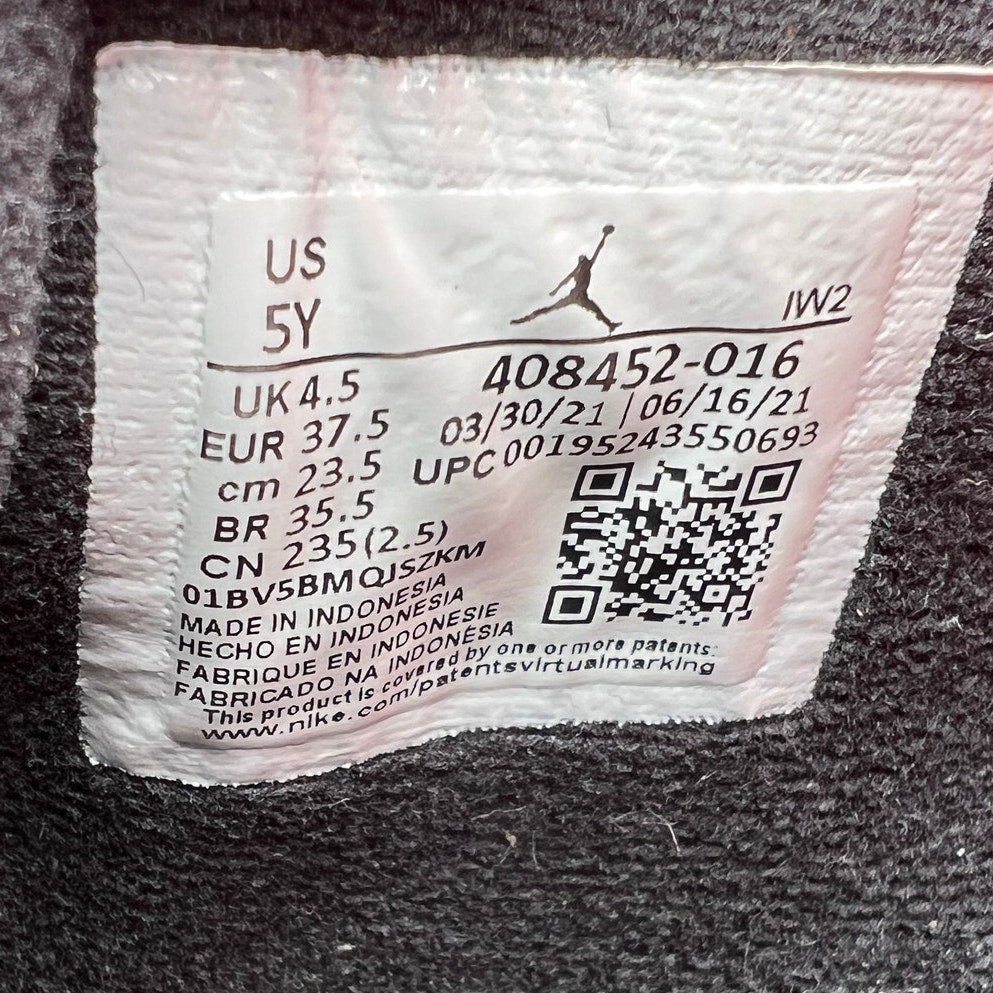 US
5Y
IW2
UK 4.5
408452-016
EUR 37.5
03/30/21 | 06/16/21
cm 23.5
UPC 00195243550693
BR 35.5
CN 235 (2.5)
01BV5BMQJSZKM
MADE IN INDONESIA
HECHO EN INDONESIA
FABRIQUE EN INDONESIE
FABRICADO NA INDONÉSIA
This product is covered by one or more patents:
www.nike.com/patentsvirtualmarking